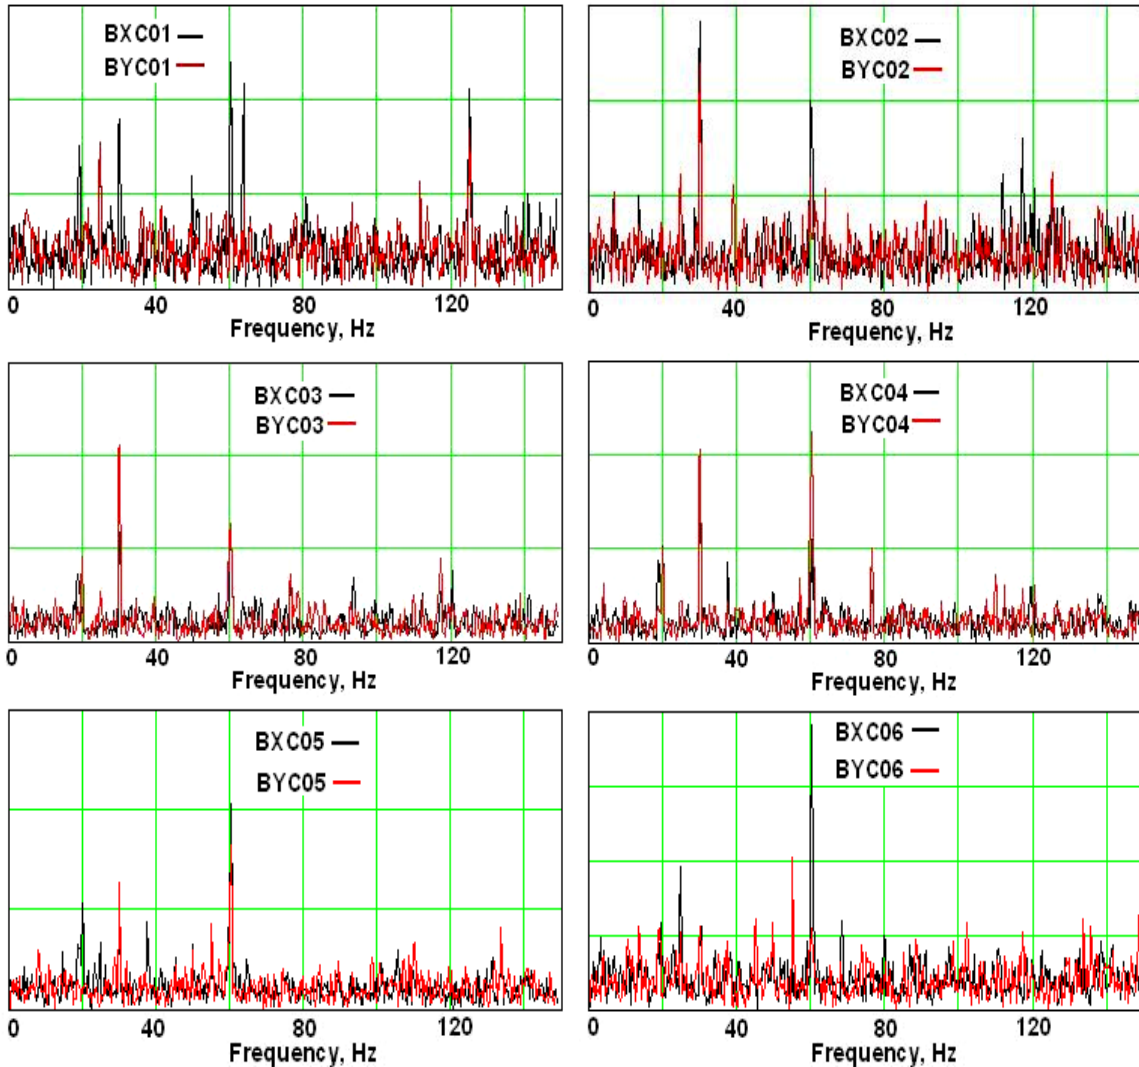 BXC01
BYC01
0 40 80 120
Frequency, Hz
BXC02
BYC02
0 40 80 120
Frequency, Hz
BXC03
BYC03
0 40 80 120
Frequency, Hz
BXC04
BYC04
0 40 80 120
Frequency, Hz
BXC05
BYC05
0 40 80 120
Frequency, Hz
BXC06
BYC06
0 40 80 120
Frequency, Hz